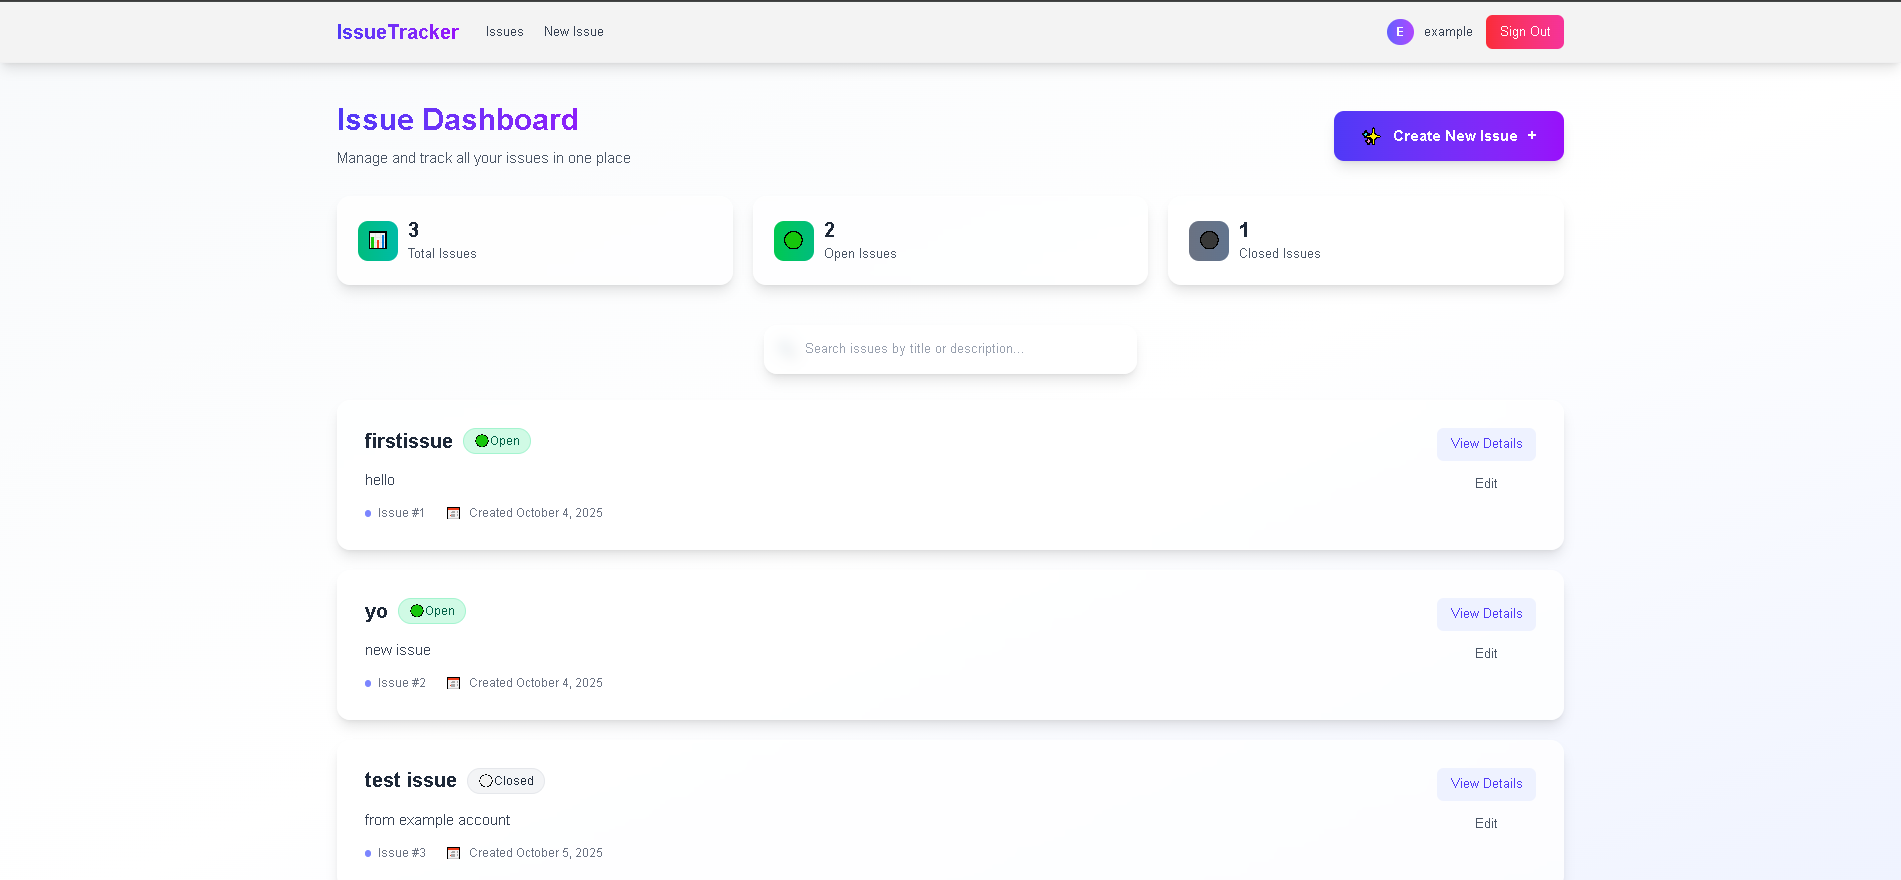 IssueTracker Issues New Issue E example Sign Out
Issue Dashboard
Manage and track all your issues in one place
✨ Create New Issue +
3
Total Issues
2
Open Issues
1
Closed Issues
Search issues by title or description...
firstissue Open
hello
Issue #1 Created October 4, 2025
View Details
Edit
yo Open
new issue
Issue #2 Created October 4, 2025
View Details
Edit
test issue Closed
from example account
Issue #3 Created October 5, 2025
View Details
Edit